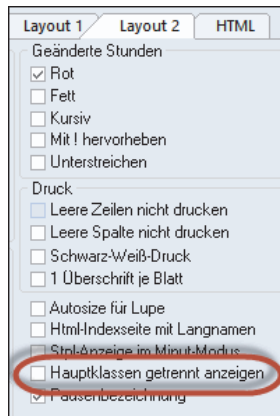 Layout 1
Layout 2
HTML
Geänderte Stunden
Rot
Fett
Kursiv
Mit ! hervorheben
Unterstreichen
Druck
Leere Zeilen nicht drucken
Leere Spalte nicht drucken
Schwarz-Weiß-Druck
1 Überschrift je Blatt
Autosize für Lupe
Html-Indexseite mit Langnamen
Stpl-Anzeige im Minut-Modus
Hauptklassen getrennt anzeigen
Pausenbezeichnung